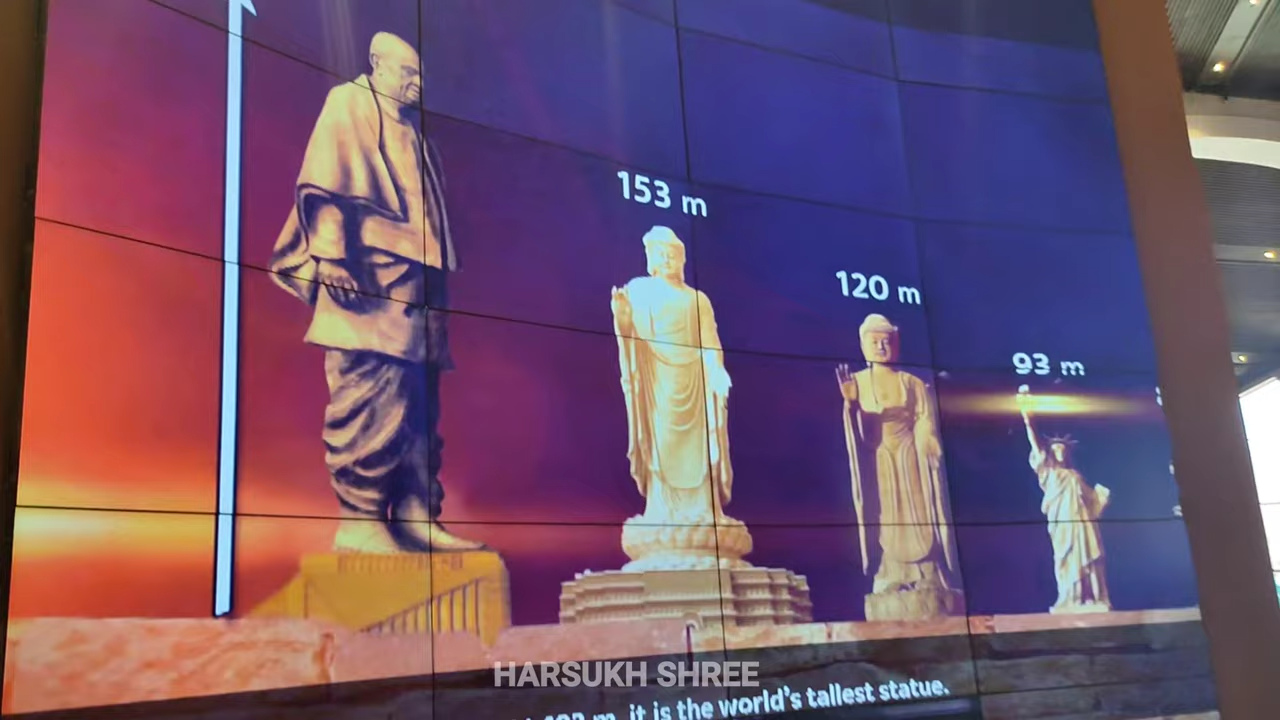 153 m
120 m
93 m
HARSUKH SHREE
m, it is the world's tallest statue.